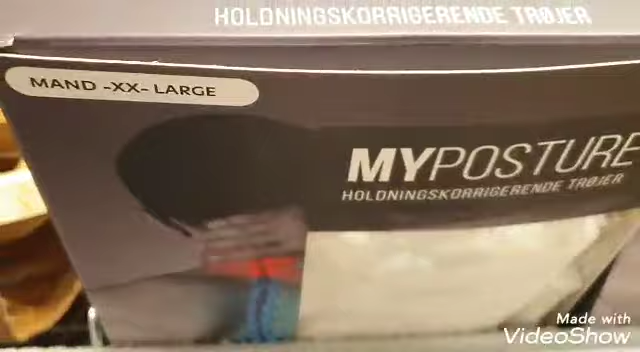 HOLDNINGSKORRIGERENDE TRØJER
MAND -XX- LARGE
MYPOSTURE
HOLDNINGSKORRIGERENDE TRØJER
Made with
VideoShow